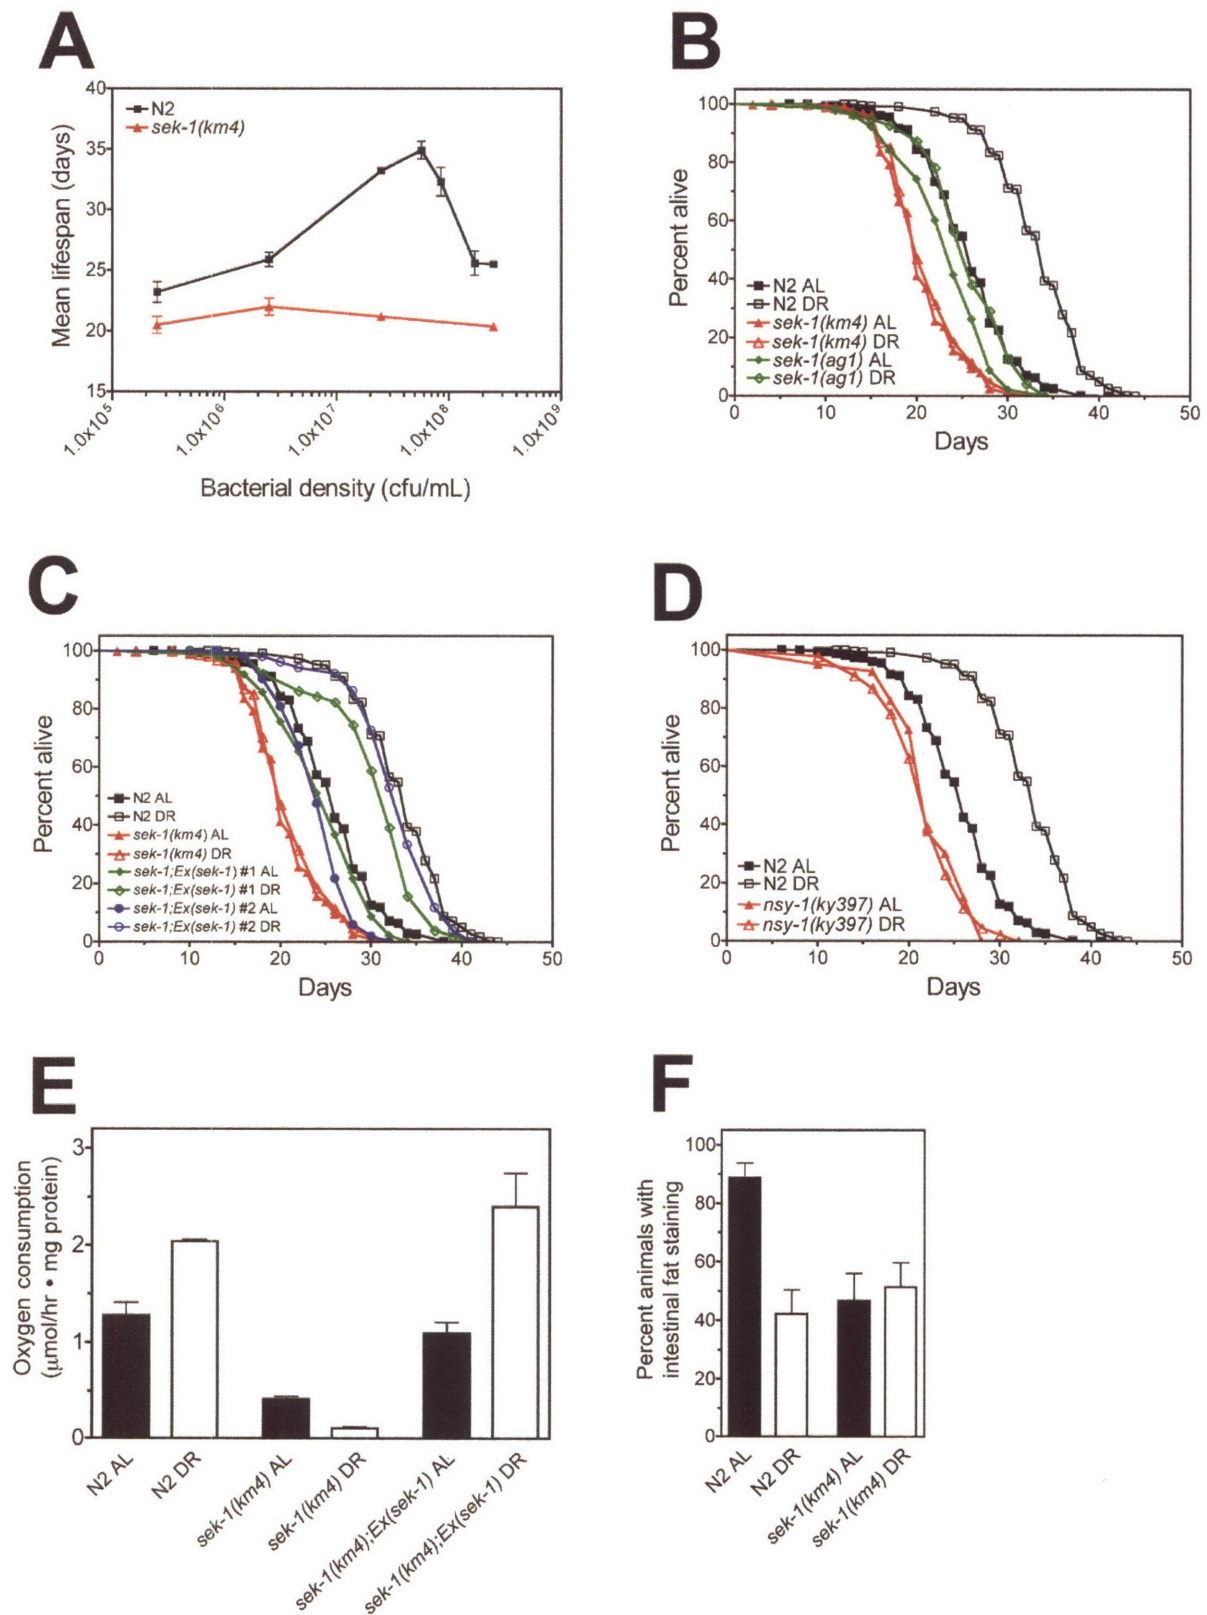 A
40
35
30
25
20
15
Mean lifespan (days)
N2
sek-1(km4)
1.0x10^5
1.0x10^6
1.0x10^7
1.0x10^8
1.0x10^9
Bacterial density (cfu/mL)
B
100
80
60
40
20
0
Percent alive
N2 AL
N2 DR
sek-1(km4) AL
sek-1(km4) DR
sek-1(ag1) AL
sek-1(ag1) DR
0 10 20 30 40 50
Days
C
100
80
60
40
20
0
Percent alive
N2 AL
N2 DR
sek-1(km4) AL
sek-1(km4) DR
sek-1;Ex(sek-1) #1 AL
sek-1;Ex(sek-1) #1 DR
sek-1;Ex(sek-1) #2 AL
sek-1;Ex(sek-1) #2 DR
0 10 20 30 40 50
Days
D
100
80
60
40
20
0
Percent alive
N2 AL
N2 DR
nsy-1(ky397) AL
nsy-1(ky397) DR
0 10 20 30 40 50
Days
E
3
2
1
0
Oxygen consumption
(μmol/hr • mg protein)
N2 AL
N2 DR
sek-1(km4) AL
sek-1(km4) DR
sek-1(km4);Ex(sek-1) AL
sek-1(km4);Ex(sek-1) DR
F
100
80
60
40
20
0
Percent animals with
intestinal fat staining
N2 AL
N2 DR
sek-1(km4) AL
sek-1(km4) DR